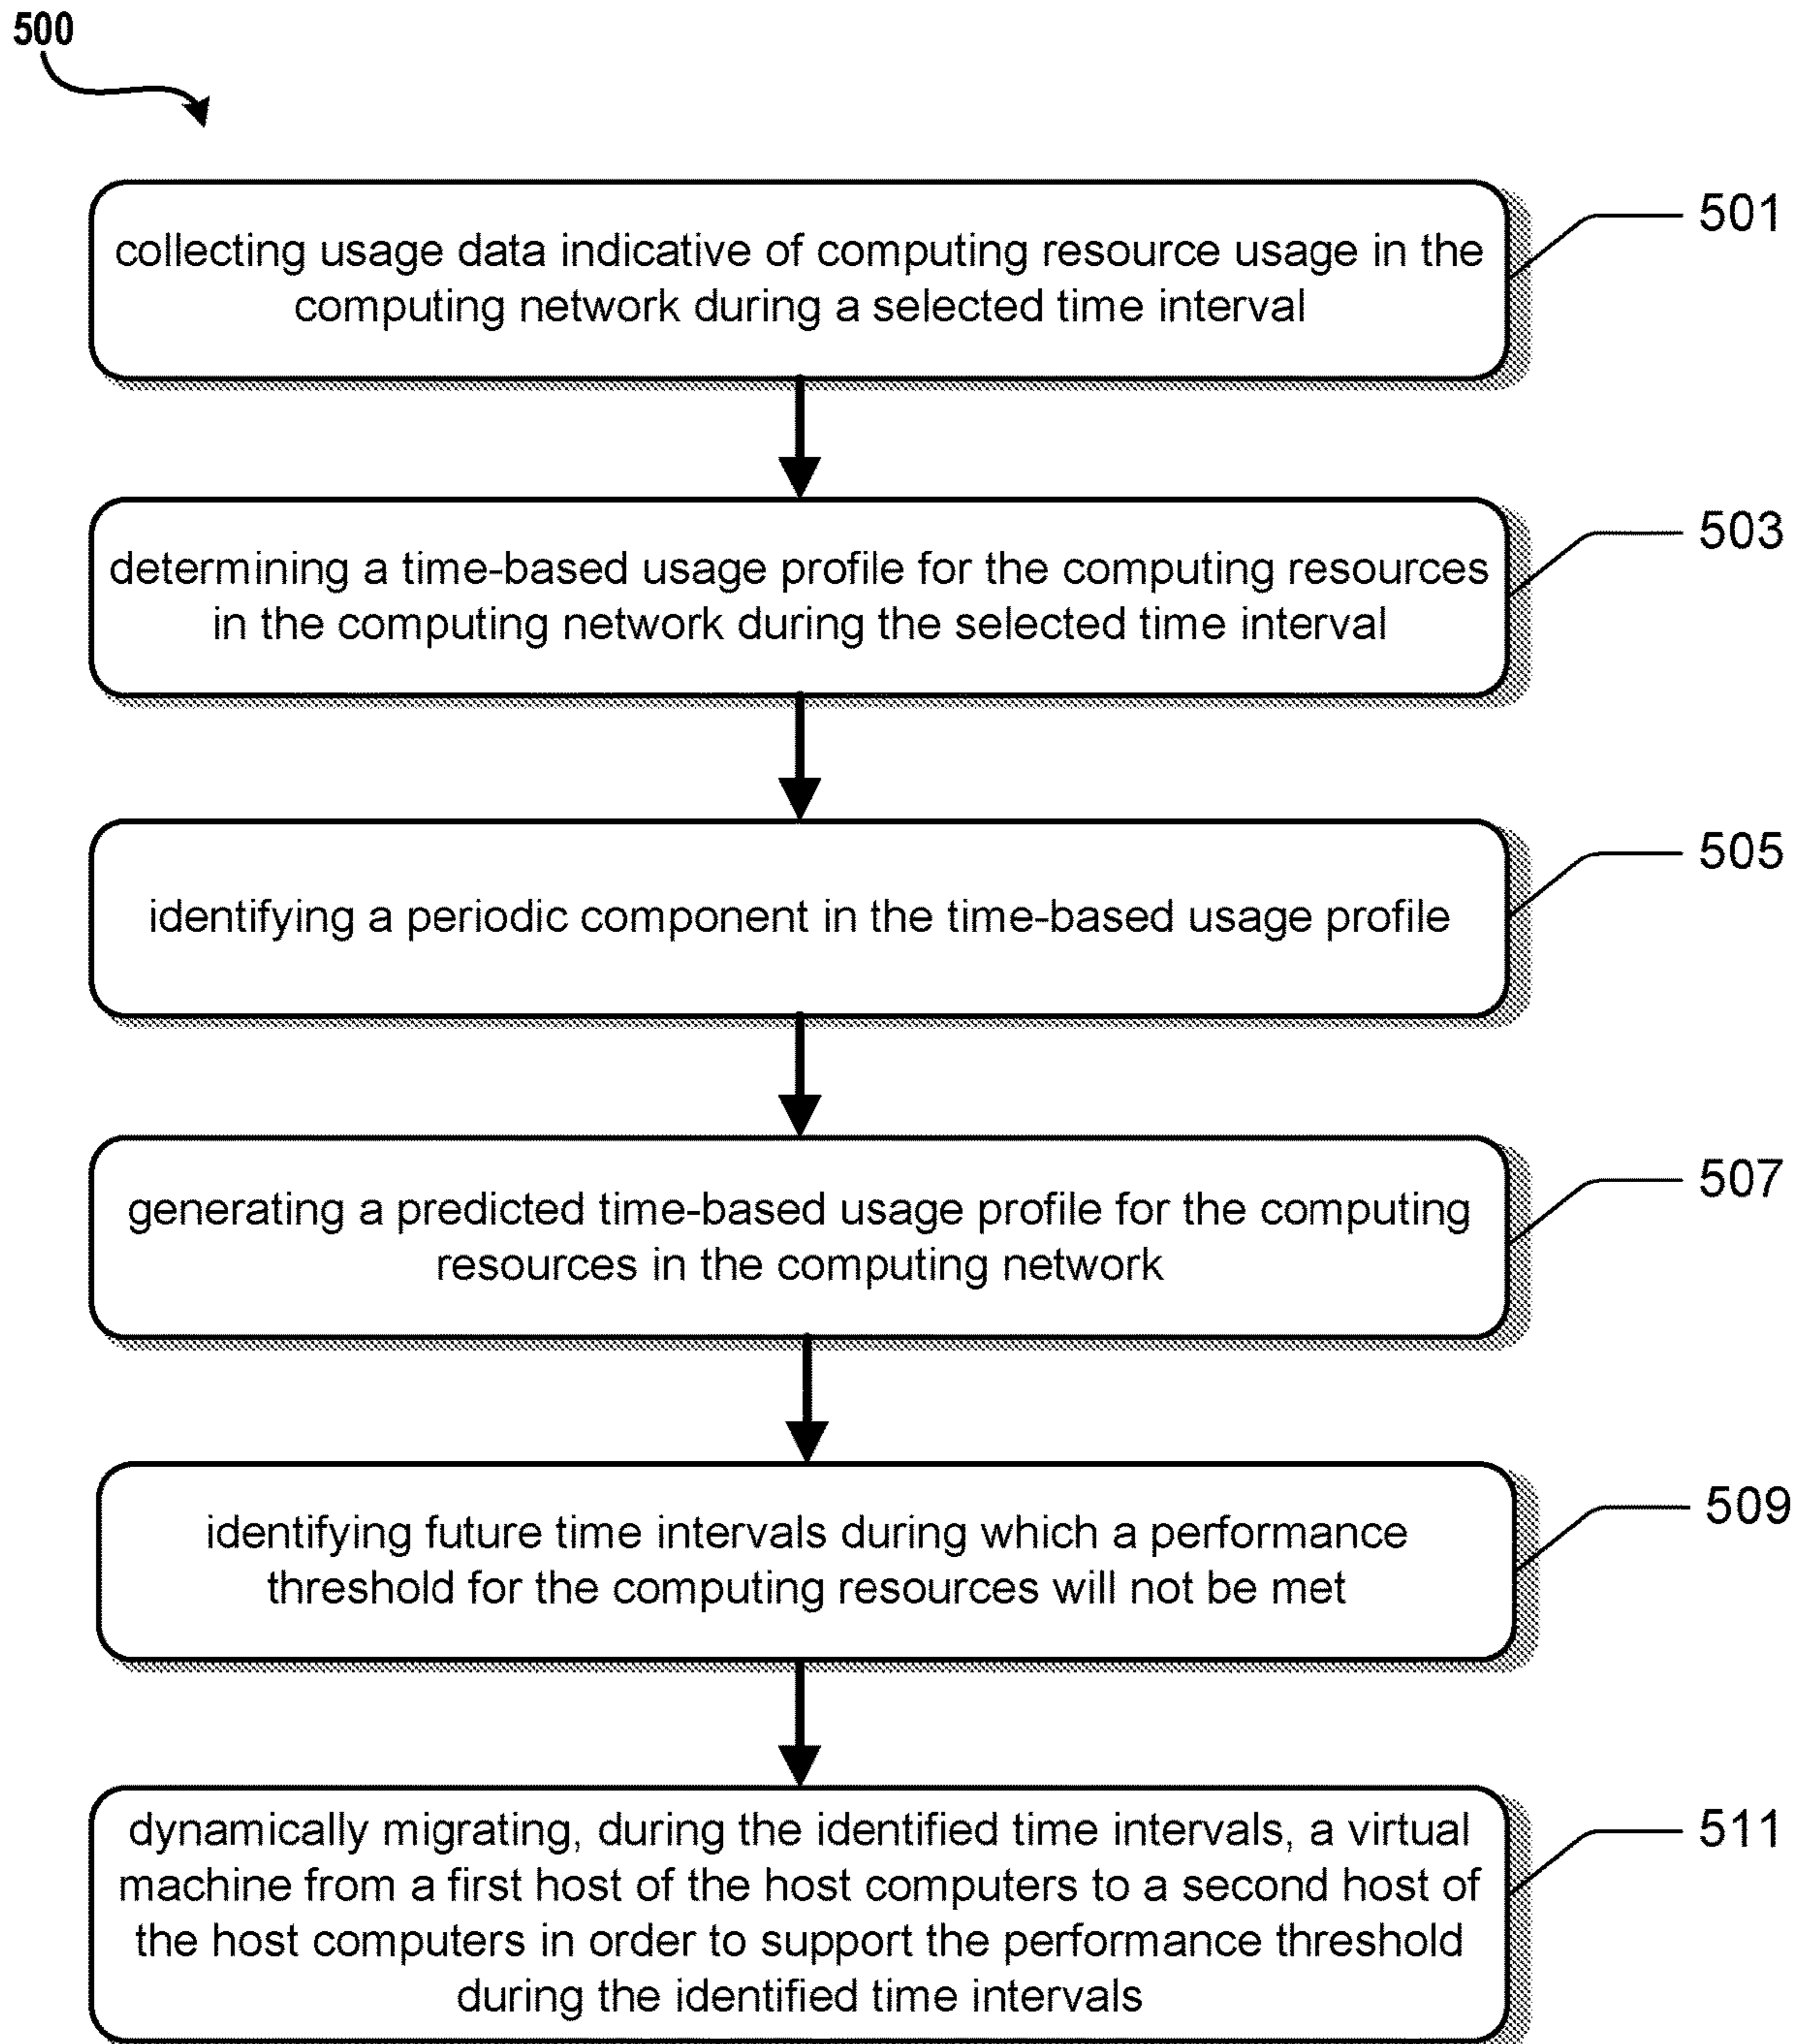 500
collecting usage data indicative of computing resource usage in the
computing network during a selected time interval
501
determining a time-based usage profile for the computing resources
in the computing network during the selected time interval
503
identifying a periodic component in the time-based usage profile
505
generating a predicted time-based usage profile for the computing
resources in the computing network
507
identifying future time intervals during which a performance
threshold for the computing resources will not be met
509
dynamically migrating, during the identified time intervals, a virtual
machine from a first host of the host computers to a second host of
the host computers in order to support the performance threshold
during the identified time intervals
511